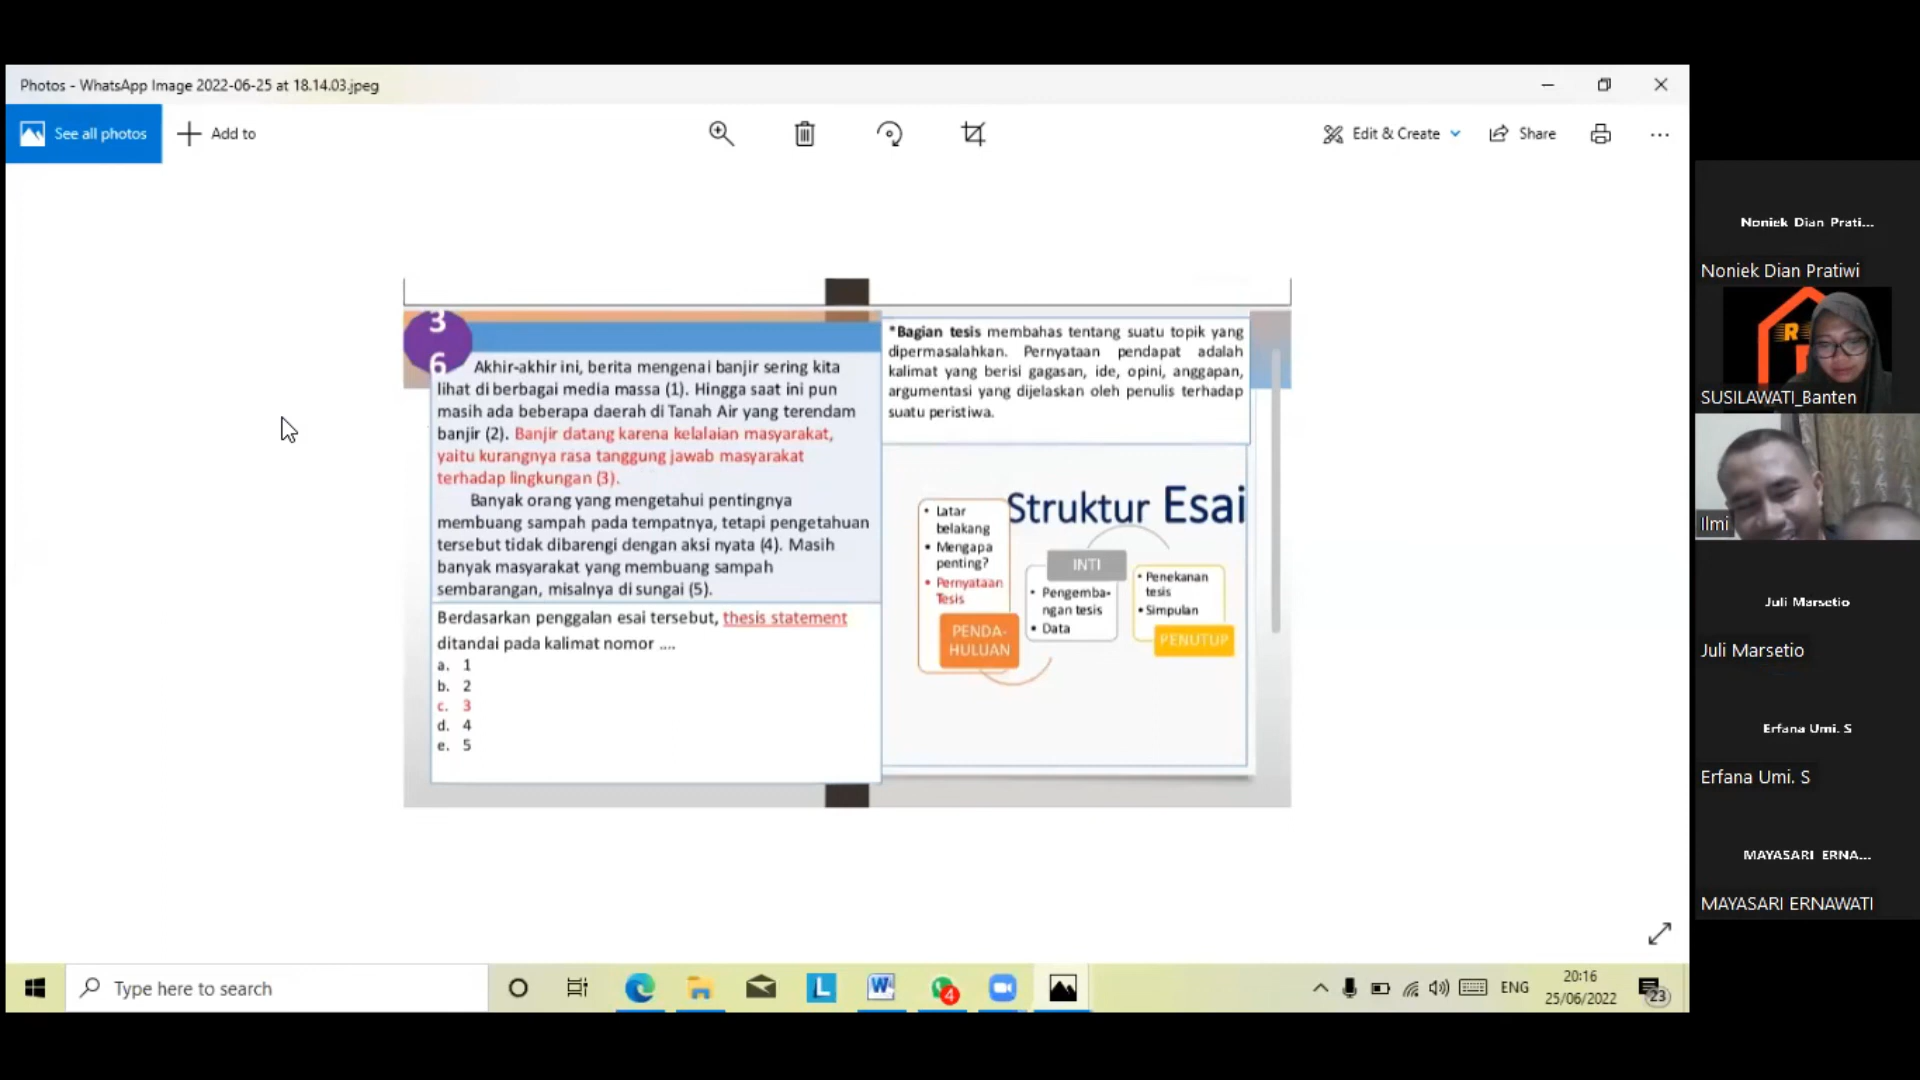 Photos - WhatsApp Image 2022-06-25 at 18.14.03.jpeg
See all photos
Add to
Edit & Create
Share
3
6
Akhir-akhir ini, berita mengenai banjir sering kita
lihat di berbagai media massa (1). Hingga saat ini pun
masih ada beberapa daerah di Tanah Air yang terendam
banjir (2). Banjir datang karena kelalaian masyarakat,
yaitu kurangnya rasa tanggung jawab masyarakat
terhadap lingkungan (3).
Banyak orang yang mengetahui pentingnya
membuang sampah pada tempatnya, tetapi pengetahuan
tersebut tidak dibarengi dengan aksi nyata (4). Masih
banyak masyarakat yang membuang sampah
sembarangan, misalnya di sungai (5).
Berdasarkan penggalan esai tersebut, thesis statement
ditandai pada kalimat nomor ....
a. 1
b. 2
c. 3
d. 4
e. 5
*Bagian tesis membahas tentang suatu topik yang
dipermasalahkan. Pernyataan pendapat adalah
kalimat yang berisi gagasan, ide, opini, anggapan,
argumentasi yang dijelaskan oleh penulis terhadap
suatu peristiwa.
Struktur Esai
• Latar
belakang
• Mengapa
penting?
• Pernyataan
Tesis
PENDA-
HULUAN
INTI
• Pengemba-
ngan tesis
• Data
• Penekanan
tesis
• Simpulan
PENUTUP
Noniek Dian Prati...
Noniek Dian Pratiwi
SUSILAWATI_Banten
Ilmi
Juli Marsetio
Juli Marsetio
Erfana Umi. S
Erfana Umi. S
MAYASARI ERNA...
MAYASARI ERNAWATI
Type here to search
4
ENG
20:16
25/06/2022
23